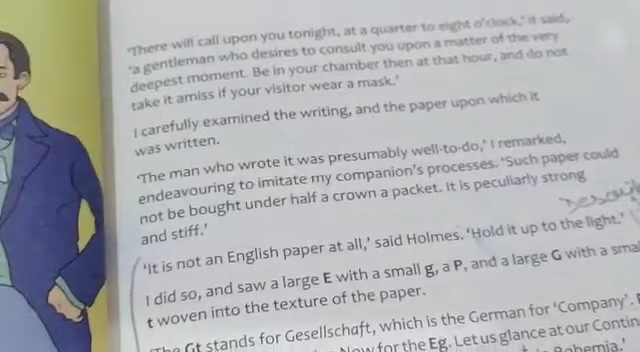 'There will call upon you tonight, at a quarter to eight o'clock,' it said,
'a gentleman who desires to consult you upon a matter of the very
deepest moment. Be in your chamber then at that hour, and do not
take it amiss if your visitor wear a mask.'
I carefully examined the writing, and the paper upon which it
was written.
'The man who wrote it was presumably well-to-do,' I remarked,
endeavouring to imitate my companion's processes. 'Such paper could
not be bought under half a crown a packet. It is peculiarly strong
and stiff.'
'It is not an English paper at all,' said Holmes. 'Hold it up to the light.'
I did so, and saw a large E with a small g, a P, and a large G with a
t woven into the texture of the paper.
Gt stands for Gesellschaft, which is the German for 'Company'.
Now for the Eg. Let us glance at our
Bohemia.'